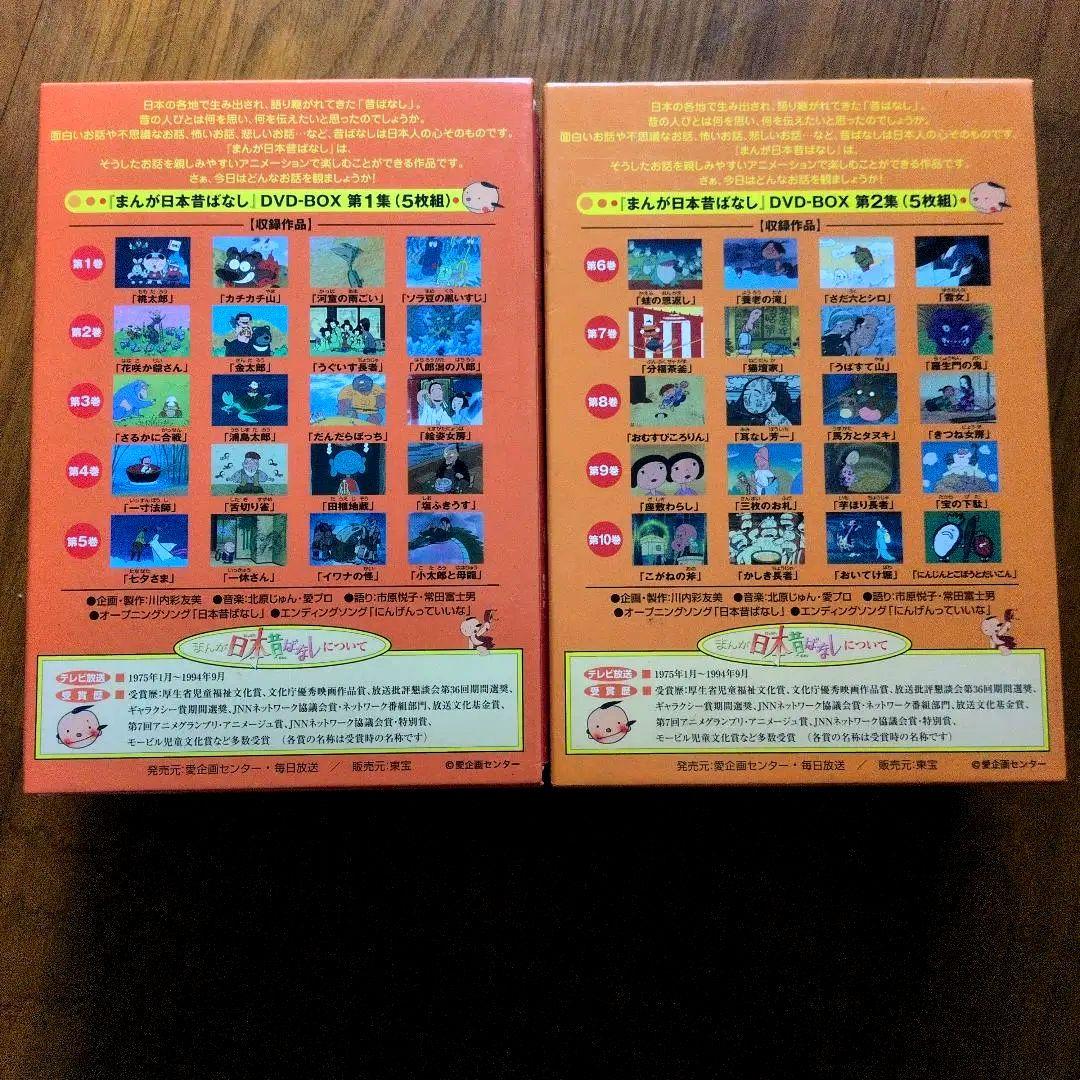 日本の各地で生み出され、語り継がれてきた「昔ばなし」。
昔の人びとは何を思い、何を伝えたいと思ったのでしょうか。
面白いお話や不思議なお話、怖いお話、悲しいお話…など、昔ばなしは日本人の心そのものです。
『まんが日本昔ばなし』は、
そうしたお話を親しみやすいアニメーションで楽しむことができる作品です。
さぁ、今日はどんなお話を観ましょうか!
『まんが日本昔ばなし』DVD-BOX 第1集(5枚組)
【収録作品】
第1巻
「桃太郎」 「カチカチ山」 「河童の雨ごい」 「ソラ豆の黒いすじ」
第2巻
「花咲か爺さん」 「金太郎」 「うぐいす長者」 「八郎潟の八郎」
第3巻
「さるかに合戦」 「浦島太郎」 「だんだらぼっち」 「絵姿女房」
第4巻
「一寸法師」 「舌切り雀」 「田植地蔵」 「塩ふきうす」
第5巻
「七夕さま」 「一休さん」 「イワナの怪」 「小太郎と母龍」
●企画・製作:川内彩友美 ●音楽:北原じゅん・愛プロ ●語り:市原悦子・常田富士男
●オープニングソング「日本昔ばなし」 ●エンディングソング「にんげんっていいな」
まんが日本昔ばなしについて
テレビ放送 ■1975年1月〜1994年9月
受賞歴 ■受賞歴:厚生省児童福祉文化賞、文化庁優秀映画作品賞、放送批評懇談会第36回期間選奨、
ギャラクシー賞期間選奨、JNNネットワーク協議会賞・ネットワーク番組部門、放送文化基金賞、
第7回アニメグランプリ・アニメージュ賞、JNNネットワーク協議会賞・特別賞、
モービル児童文化賞など多数受賞 (各賞の名称は受賞時の名称です)
発売元:愛企画センター・毎日放送 / 販売元:東宝 ©愛企画センター
日本の各地で生み出され、語り継がれてきた「昔ばなし」。
昔の人びとは何を思い、何を伝えたいと思ったのでしょうか。
面白いお話や不思議なお話、怖いお話、悲しいお話…など、昔ばなしは日本人の心そのものです。
『まんが日本昔ばなし』は、
そうしたお話を親しみやすいアニメーションで楽しむことができる作品です。
さぁ、今日はどんなお話を観ましょうか!
『まんが日本昔ばなし』DVD-BOX 第2集(5枚組)
【収録作品】
第6巻
「蛙の恩返し」 「養老の滝」 「さだ六とシロ」 「雪女」
第7巻
「分福茶釜」 「猫檀家」 「うばすて山」 「羅生門の鬼」
第8巻
「おむすびころりん」 「耳なし芳一」 「馬方とタヌキ」 「きつね女房」
第9巻
「座敷わらし」 「三枚のお札」 「芋ほり長者」 「宝の下駄」
第10巻
「こがねの斧」 「かしき長者」 「おいてけ堀」 「にんじんとごぼうとだいこん」
●企画・製作:川内彩友美 ●音楽:北原じゅん・愛プロ ●語り:市原悦子・常田富士男
●オープニングソング「日本昔ばなし」 ●エンディングソング「にんげんっていいな」
まんが日本昔ばなしについて
テレビ放送 ■1975年1月〜1994年9月
受賞歴 ■受賞歴:厚生省児童福祉文化賞、文化庁優秀映画作品賞、放送批評懇談会第36回期間選奨、
ギャラクシー賞期間選奨、JNNネットワーク協議会賞・ネットワーク番組部門、放送文化基金賞、
第7回アニメグランプリ・アニメージュ賞、JNNネットワーク協議会賞・特別賞、
モービル児童文化賞など多数受賞 (各賞の名称は受賞時の名称です)
発売元:愛企画センター・毎日放送 / 販売元:東宝 ©愛企画センター